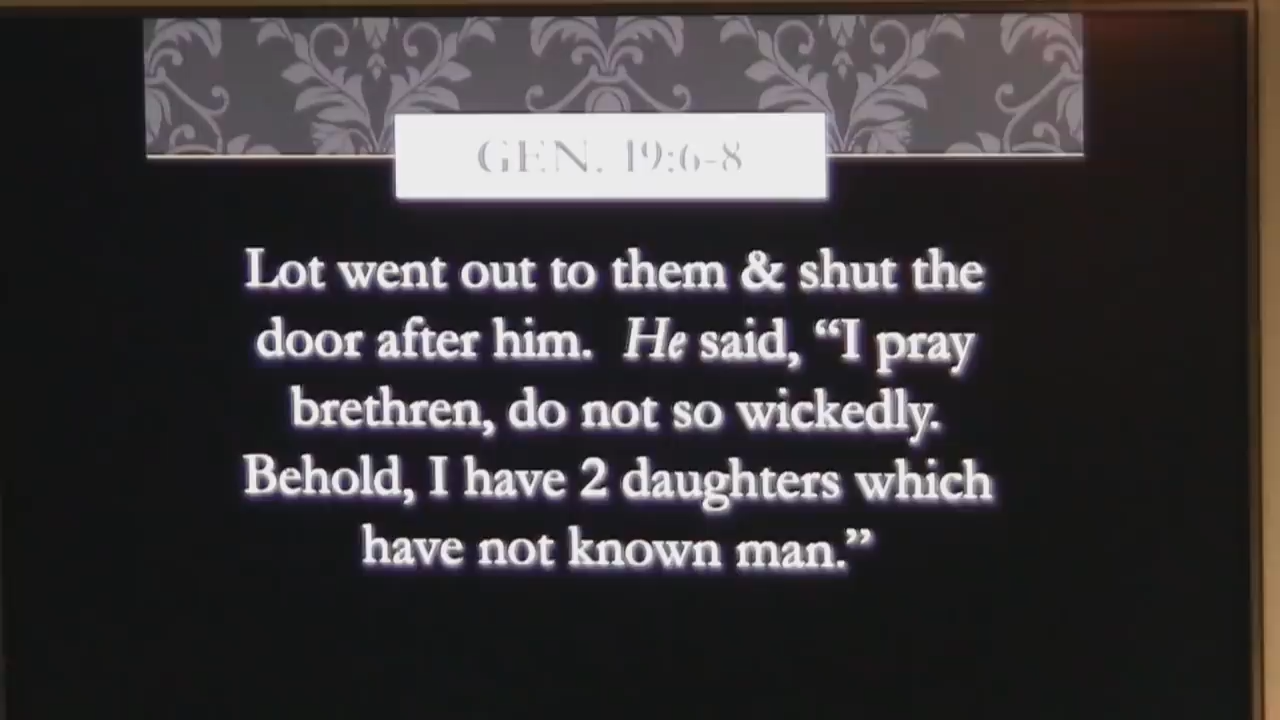 GEN. 19:6-8
Lot went out to them & shut the
door after him. He said, “I pray
brethren, do not so wickedly.
Behold, I have 2 daughters which
have not known man.”